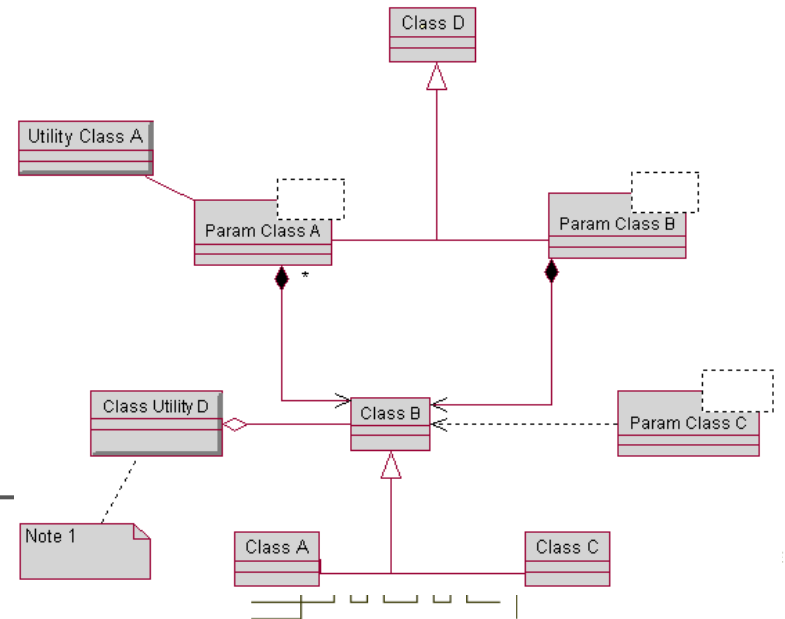 Class D
Utility Class A
Param Class A
Param Class B
*
Class Utility D
Class B
Param Class C
Note 1
Class A
Class C